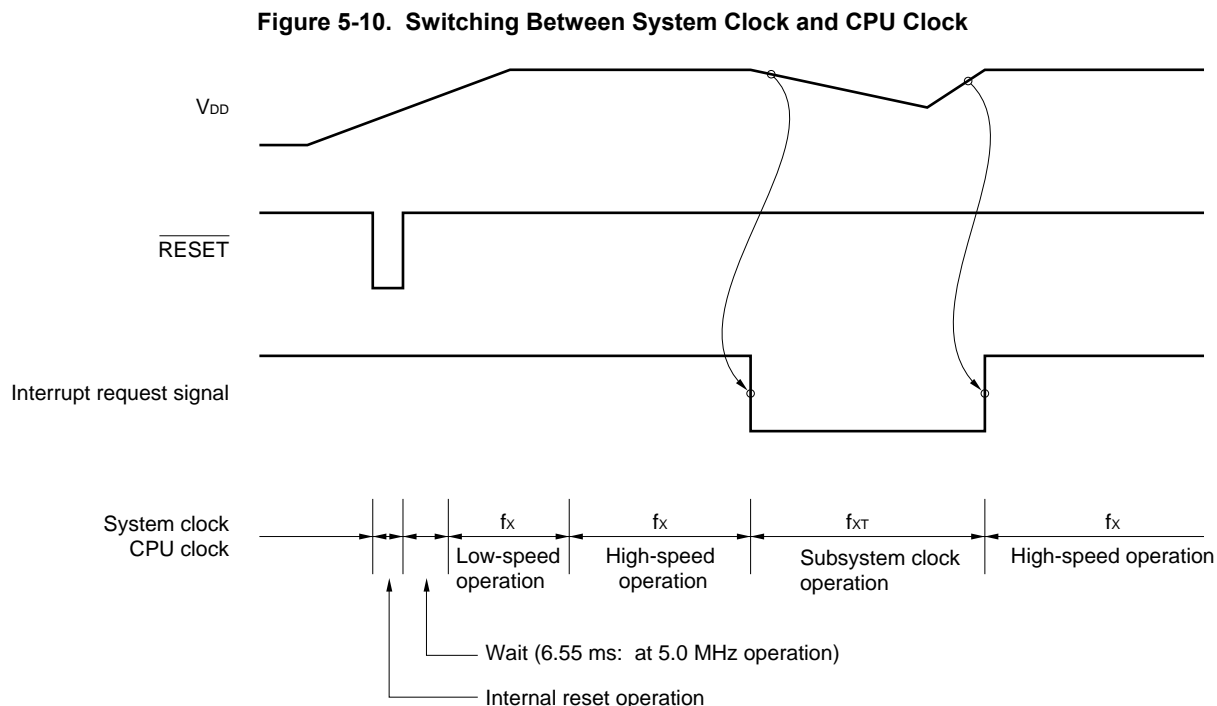 Figure 5-10. Switching Between System Clock and CPU Clock
VDD
RESET
Interrupt request signal
System clock
CPU clock
fX
fX
fXT
fX
Low-speed
operation
High-speed
operation
Subsystem clock
operation
High-speed operation
Wait (6.55 ms: at 5.0 MHz operation)
Internal reset operation